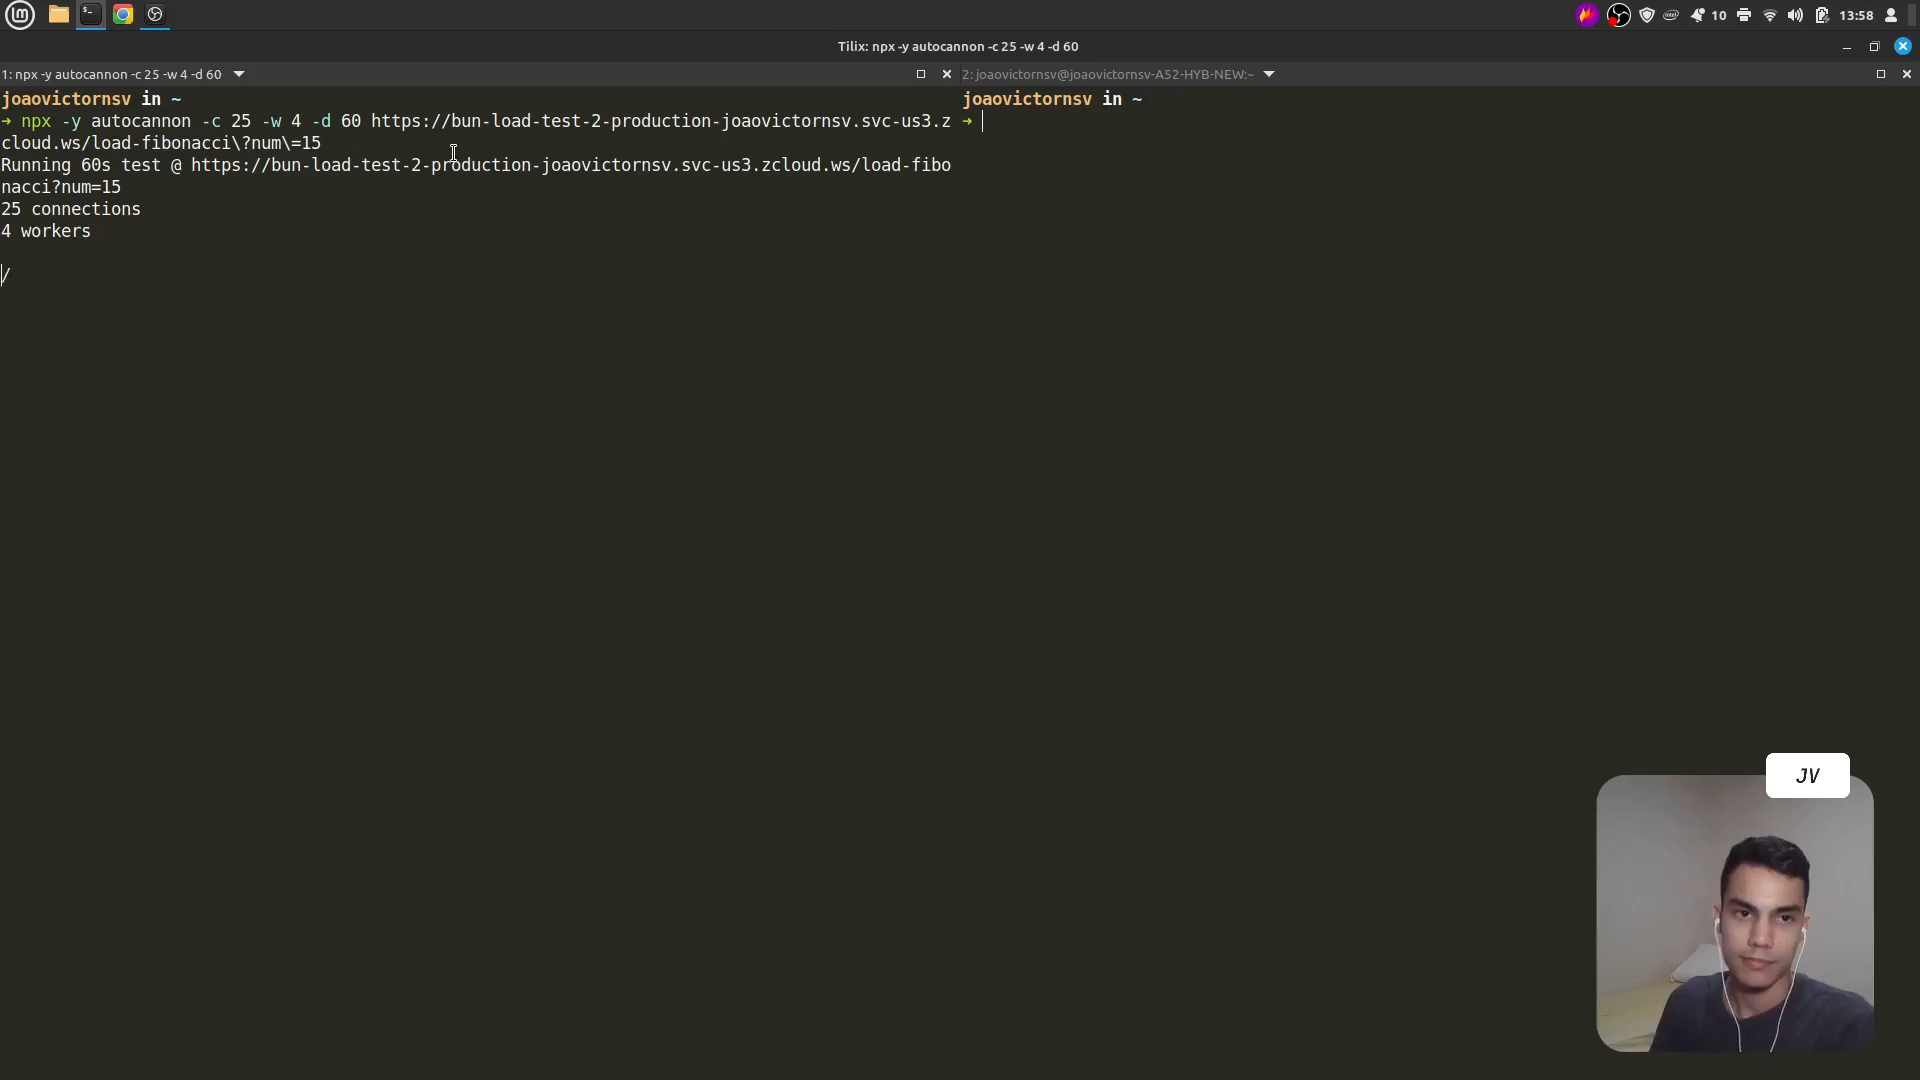 10
13:58
Tilix: npx -y autocannon -c 25 -w 4 -d 60
1: npx -y autocannon -c 25 -w 4 -d 60
joaovictornsv in ~
➜ npx -y autocannon -c 25 -w 4 -d 60 https://bun-load-test-2-production-joaovictornsv.svc-us3.z
cloud.ws/load-fibonacci\?num\=15
Running 60s test @ https://bun-load-test-2-production-joaovictornsv.svc-us3.zcloud.ws/load-fibo
nacci?num=15
25 connections
4 workers
/
2: joaovictornsv@joaovictornsv-A52-HYB-NEW:~
joaovictornsv in ~
➜
JV